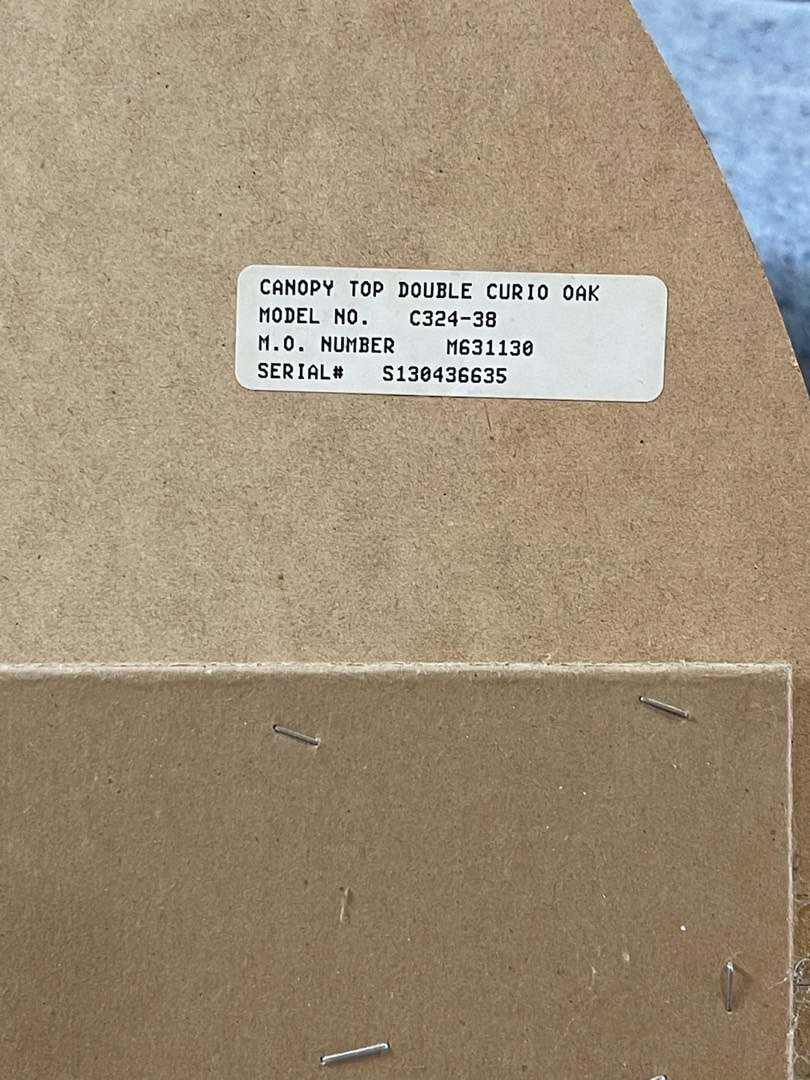 CANOPY TOP DOUBLE CURIO OAK
MODEL NO. C324-38
M.O. NUMBER M631130
SERIAL# S130436635